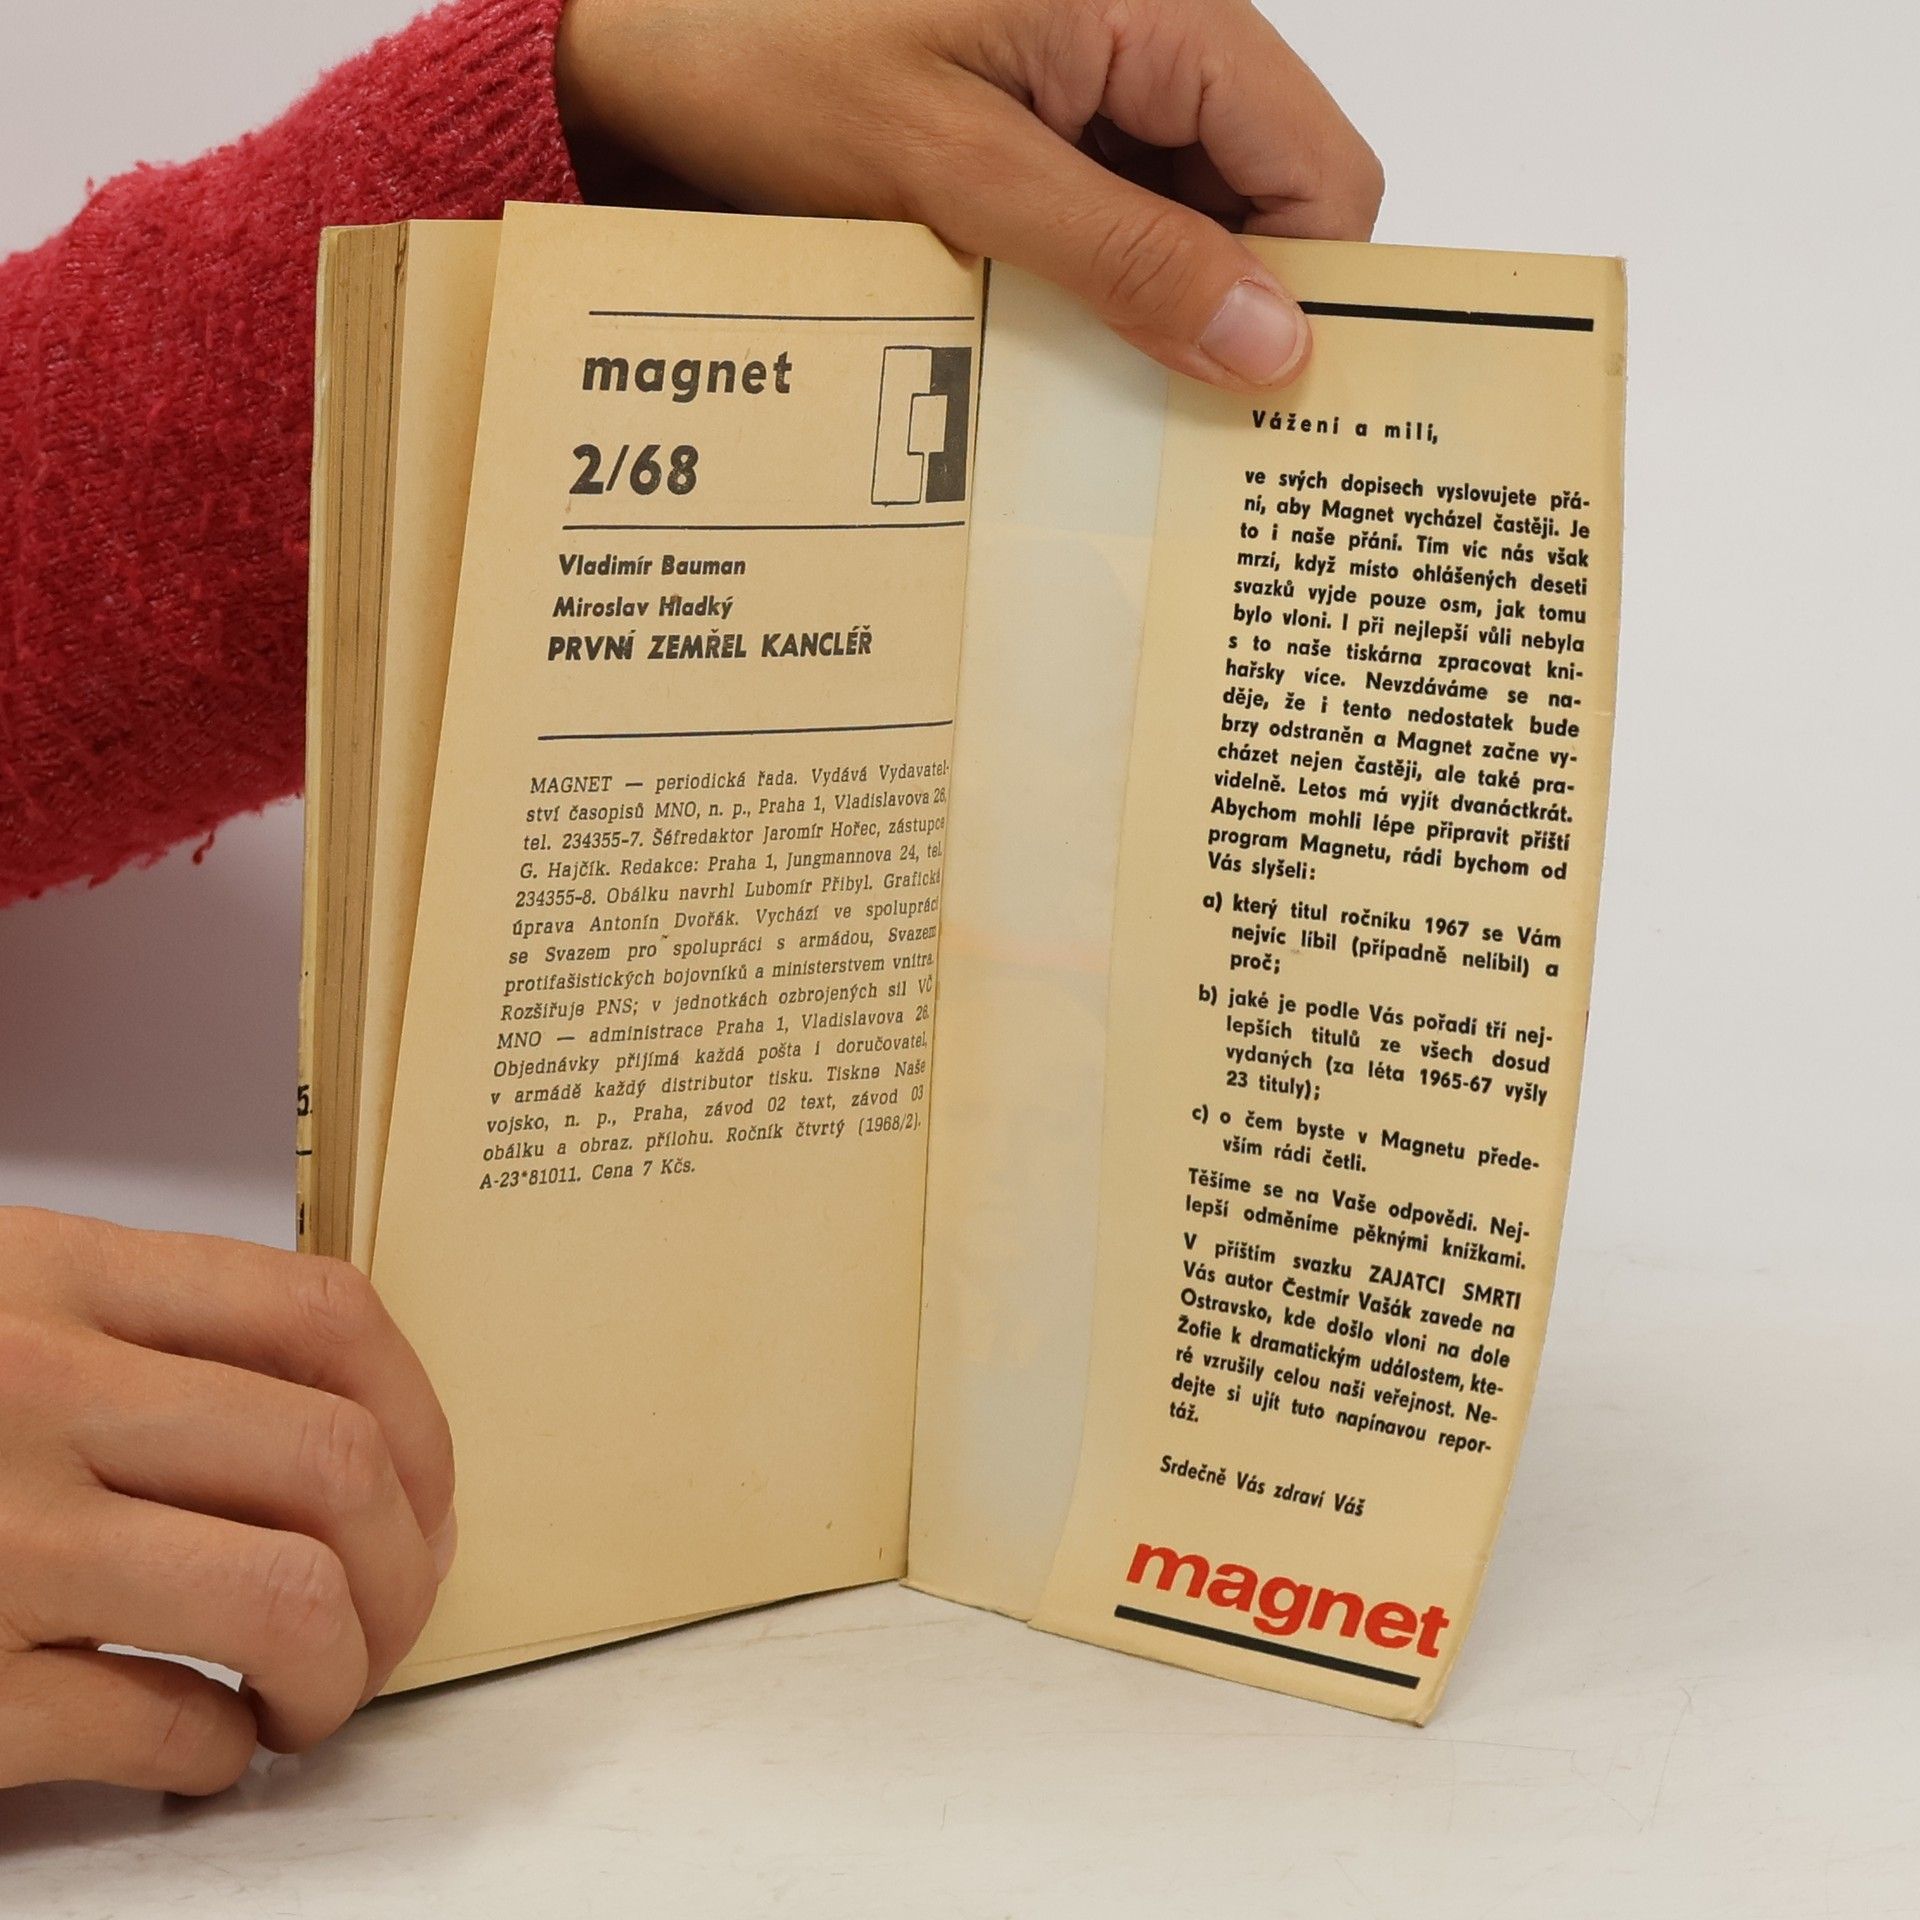 magnet
2/68
Vladimír Bauman
Miroslav Hladký
PRVNÍ ZEMŘEL KANCLÉŘ
MAGNET — periodická řada. Vydává Vydavatel-
ství časopisů MNO, n. p., Praha 1, Vladislavova 26,
tel. 234355-7. Šéfredaktor Jaromír Hořec, zástupce
G. Hajčík. Redakce: Praha 1, Jungmannova 24, tel.
234355-8. Obálku navrhl Lubomír Přibyl. Grafická
úprava Antonín Dvořák. Vychází ve spolupráci
se Svazem pro spolupráci s armádou, Svazem
protifašistických bojovníků a ministerstvem vnitra.
Rozšiřuje PNS; v jednotkách ozbrojených sil VČ
MNO — administrace Praha 1, Vladislavova 26.
Objednávky přijímá každá pošta i doručovatel,
v armádě každý distributor tisku. Tiskne Naše
vojsko, n. p., Praha, závod 02 text, závod 03
obálku a obraz. přílohu. Ročník čtvrtý (1968/2).
A-23*81011. Cena 7 Kčs.
Vážení a milí,
ve svých dopisech vyslovujete přá-
ní, aby Magnet vycházel častěji. Je
to i naše přání. Tím víc nás však
mrzí, když místo ohlášených deseti
svazků vyjde pouze osm, jak tomu
bylo vloni. I při nejlepší vůli nebyla
s to naše tiskárna zpracovat kni-
hařsky více. Nevzdáváme se na-
děje, že i tento nedostatek bude
brzy odstraněn a Magnet začne vy-
cházet nejen častěji, ale také pra-
videlně. Letos má vyjít dvanáctkrát.
Abychom mohli lépe připravit příští
program Magnetu, rádi bychom od
Vás slyšeli:
a) který titul ročníku 1967 se Vám
nejvíc líbil (případně nelíbil) a
proč;
b) jaké je podle Vás pořadí tří nej-
lepších titulů ze všech dosud
vydaných (za léta 1965-67 vyšly
23 tituly);
c) o čem byste v Magnetu přede-
vším rádi četli.
Těšíme se na Vaše odpovědi. Nej-
lepší odměníme pěknými knížkami.
V příštím svazku ZAJATCI SMRTI
Vás autor Čestmír Vašák zavede na
Ostravsko, kde došlo vloni na dole
Žofie k dramatickým událostem, kte-
ré vzrušily celou naši veřejnost. Ne-
dejte si ujít tuto napínavou repor-
táž.
Srdečně Vás zdraví Váš
magnet